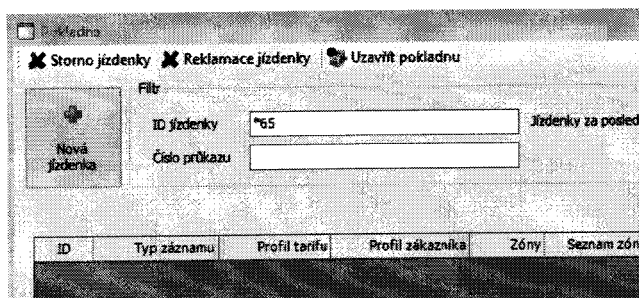 Pokladna
Storno jízdenky Reklamace jízdenky Uzavřít pokladnu
Filtr
Nová jízdenka
ID jízdenky *65 Jízdenky za posled
Číslo průkazu
ID Typ záznamu Profil tarifu Profil zákazníka Zóny Seznam zón